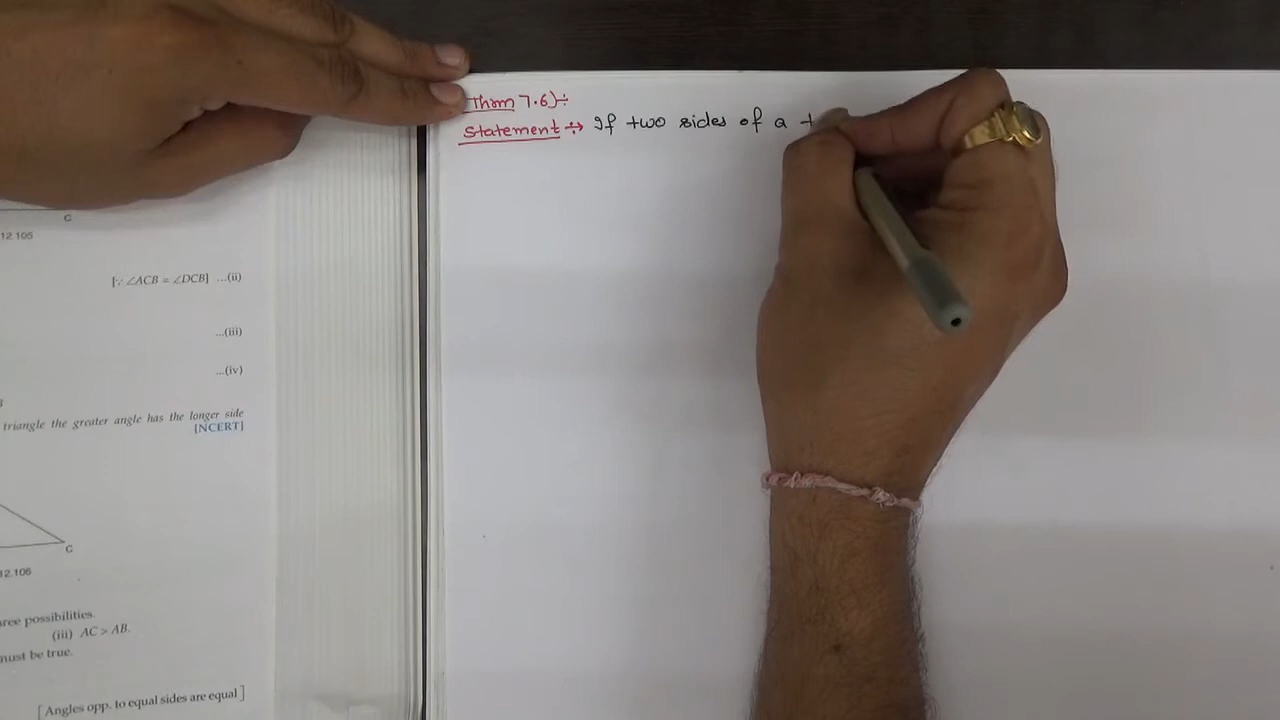 Thm 7.6) ÷
Statement ÷→ If two sides of a t
C
12.105
[∵ ∠ACB = ∠DCB] ...(ii)
...(iii)
...(iv)
triangle the greater angle has the longer side
[NCERT]
C
12.106
three possibilities.
(iii) AC > AB.
must be true.
[Angles opp. to equal sides are equal]